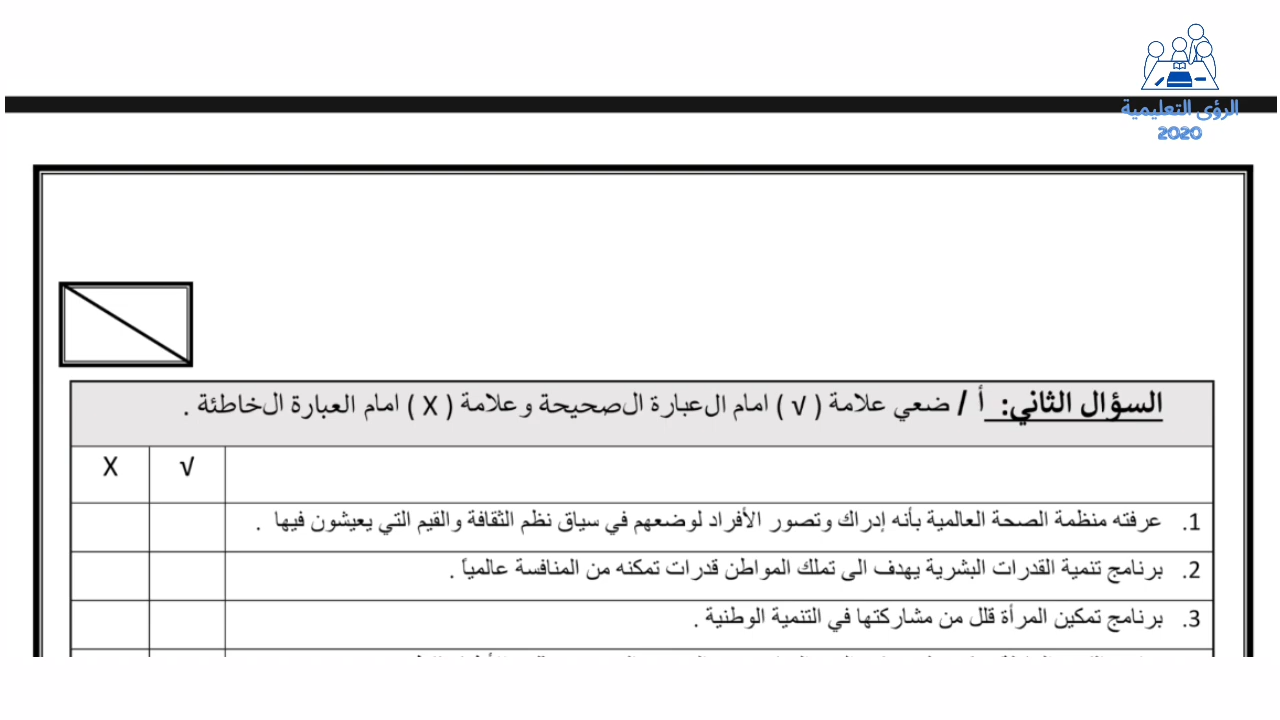 الرؤى التعليمية
2020
السؤال الثاني: أ / ضعي علامة ( √ ) امام العبارة الصحيحة وعلامة ( X ) امام العبارة الخاطئة .
√ X
1. عرفته منظمة الصحة العالمية بأنه إدراك وتصور الأفراد لوضعهم في سياق نظم الثقافة والقيم التي يعيشون فيها .
2. برنامج تنمية القدرات البشرية يهدف الى تملك المواطن قدرات تمكنه من المنافسة عالمياً .
3. برنامج تمكين المرأة قلل من مشاركتها في التنمية الوطنية .